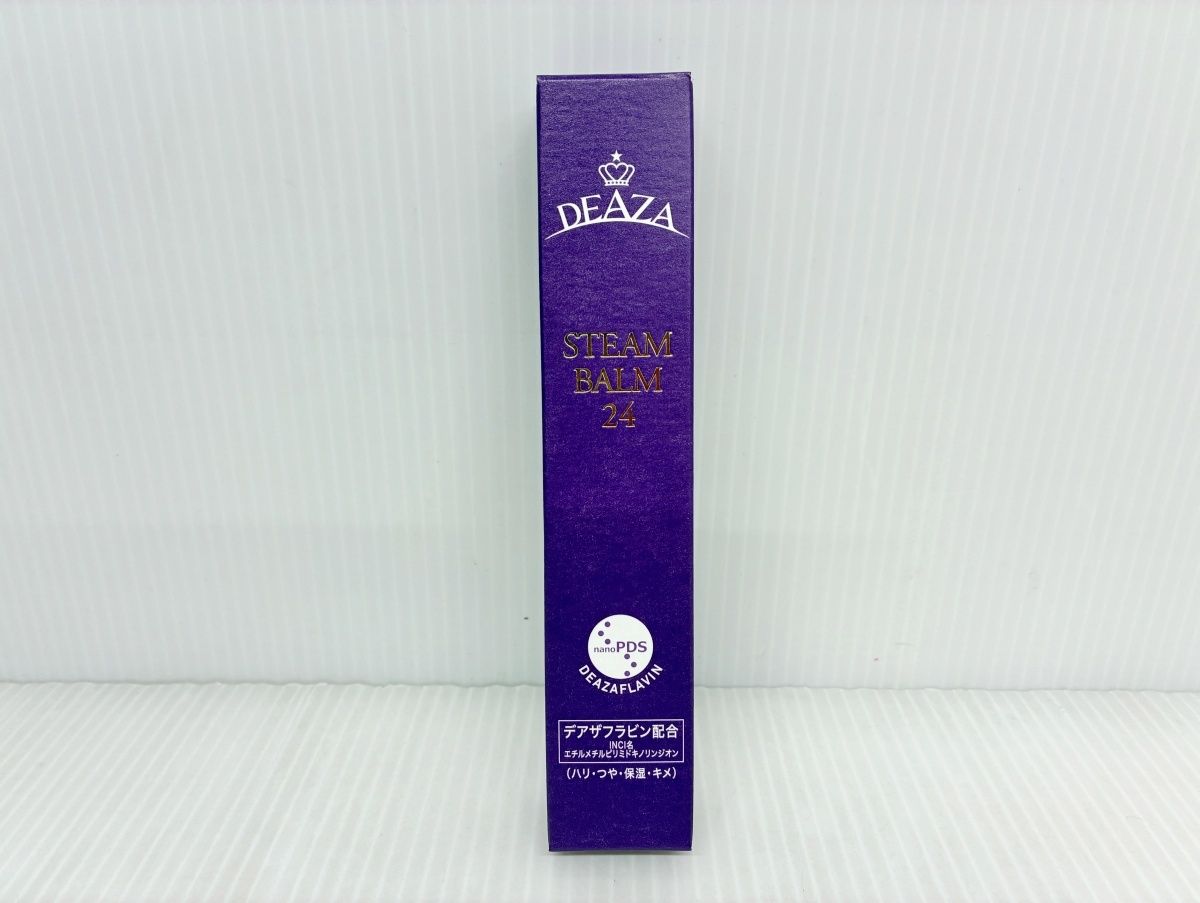 DEAZA
STEAM
BALM
24
nanoPDS
DEAZAFLAVIN
デアザフラビン配合
INCI名
エチルメチルピリミドキノリンジオン
(ハリ・つや・保湿・キメ)